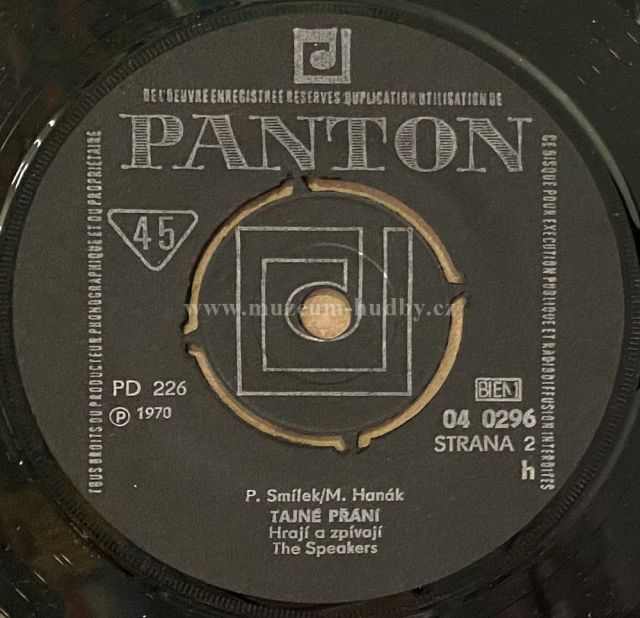 DE L'OEUVRE ENREGISTREE RESERVES DUPLICATION, UTILISATION DE
PANTON
TOUS DROITS DU PRODUCTEUR PHONOGRAPHIQUE ET DU PROPRIETAIRE
CE DISQUE POUR EXECUTION PUBLIQUE ET RADIODIFFUSION INTERDITES
45
www.muzeum-hudby.cz
PD 226
Ⓟ 1970
BIEM
04 0296
STRANA 2
h
P. Smílek/M. Hanák
TAJNÉ PŘÁNÍ
Hrají a zpívají
The Speakers